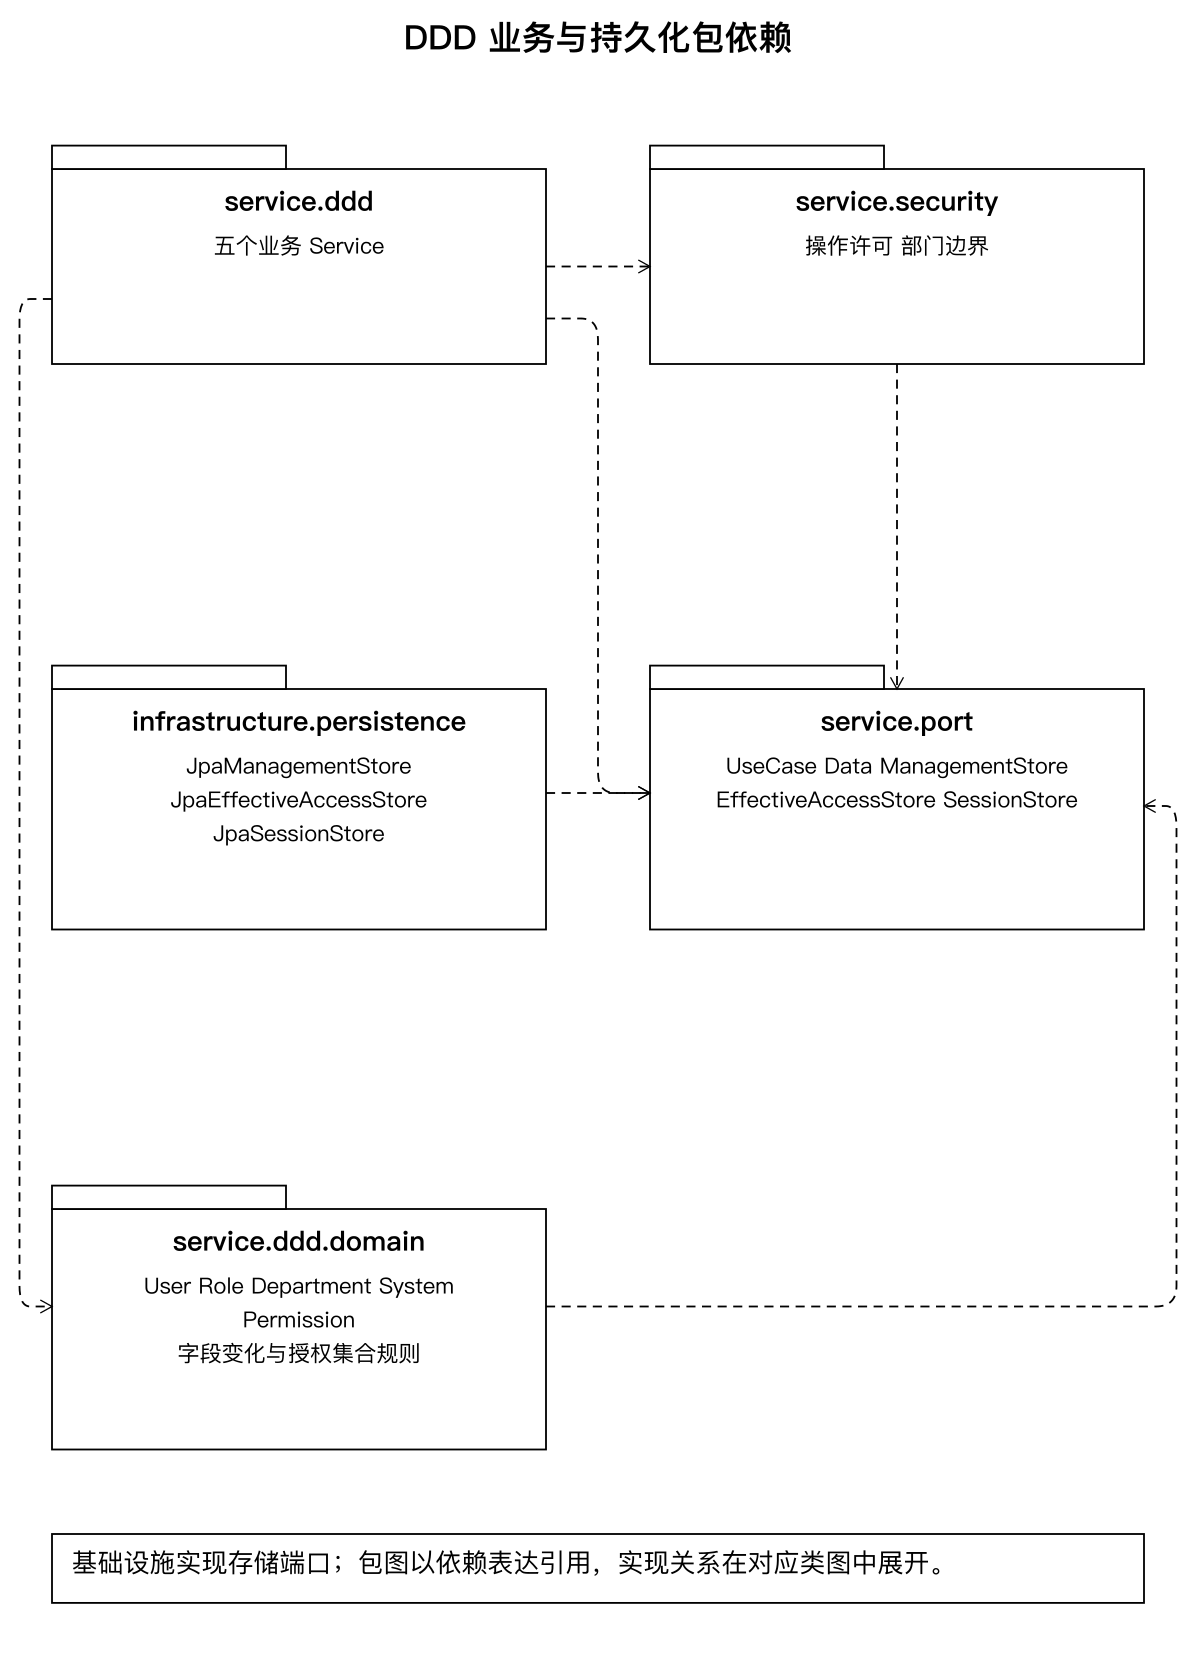 DDD 业务与持久化包依赖
service.ddd
五个业务 Service
service.security
操作许可 部门边界
infrastructure.persistence
JpaManagementStore
JpaEffectiveAccessStore
JpaSessionStore
service.port
UseCase Data ManagementStore
EffectiveAccessStore SessionStore
service.ddd.domain
User Role Department System
Permission
字段变化与授权集合规则
基础设施实现存储端口；包图以依赖表达引用，实现关系在对应类图中展开。